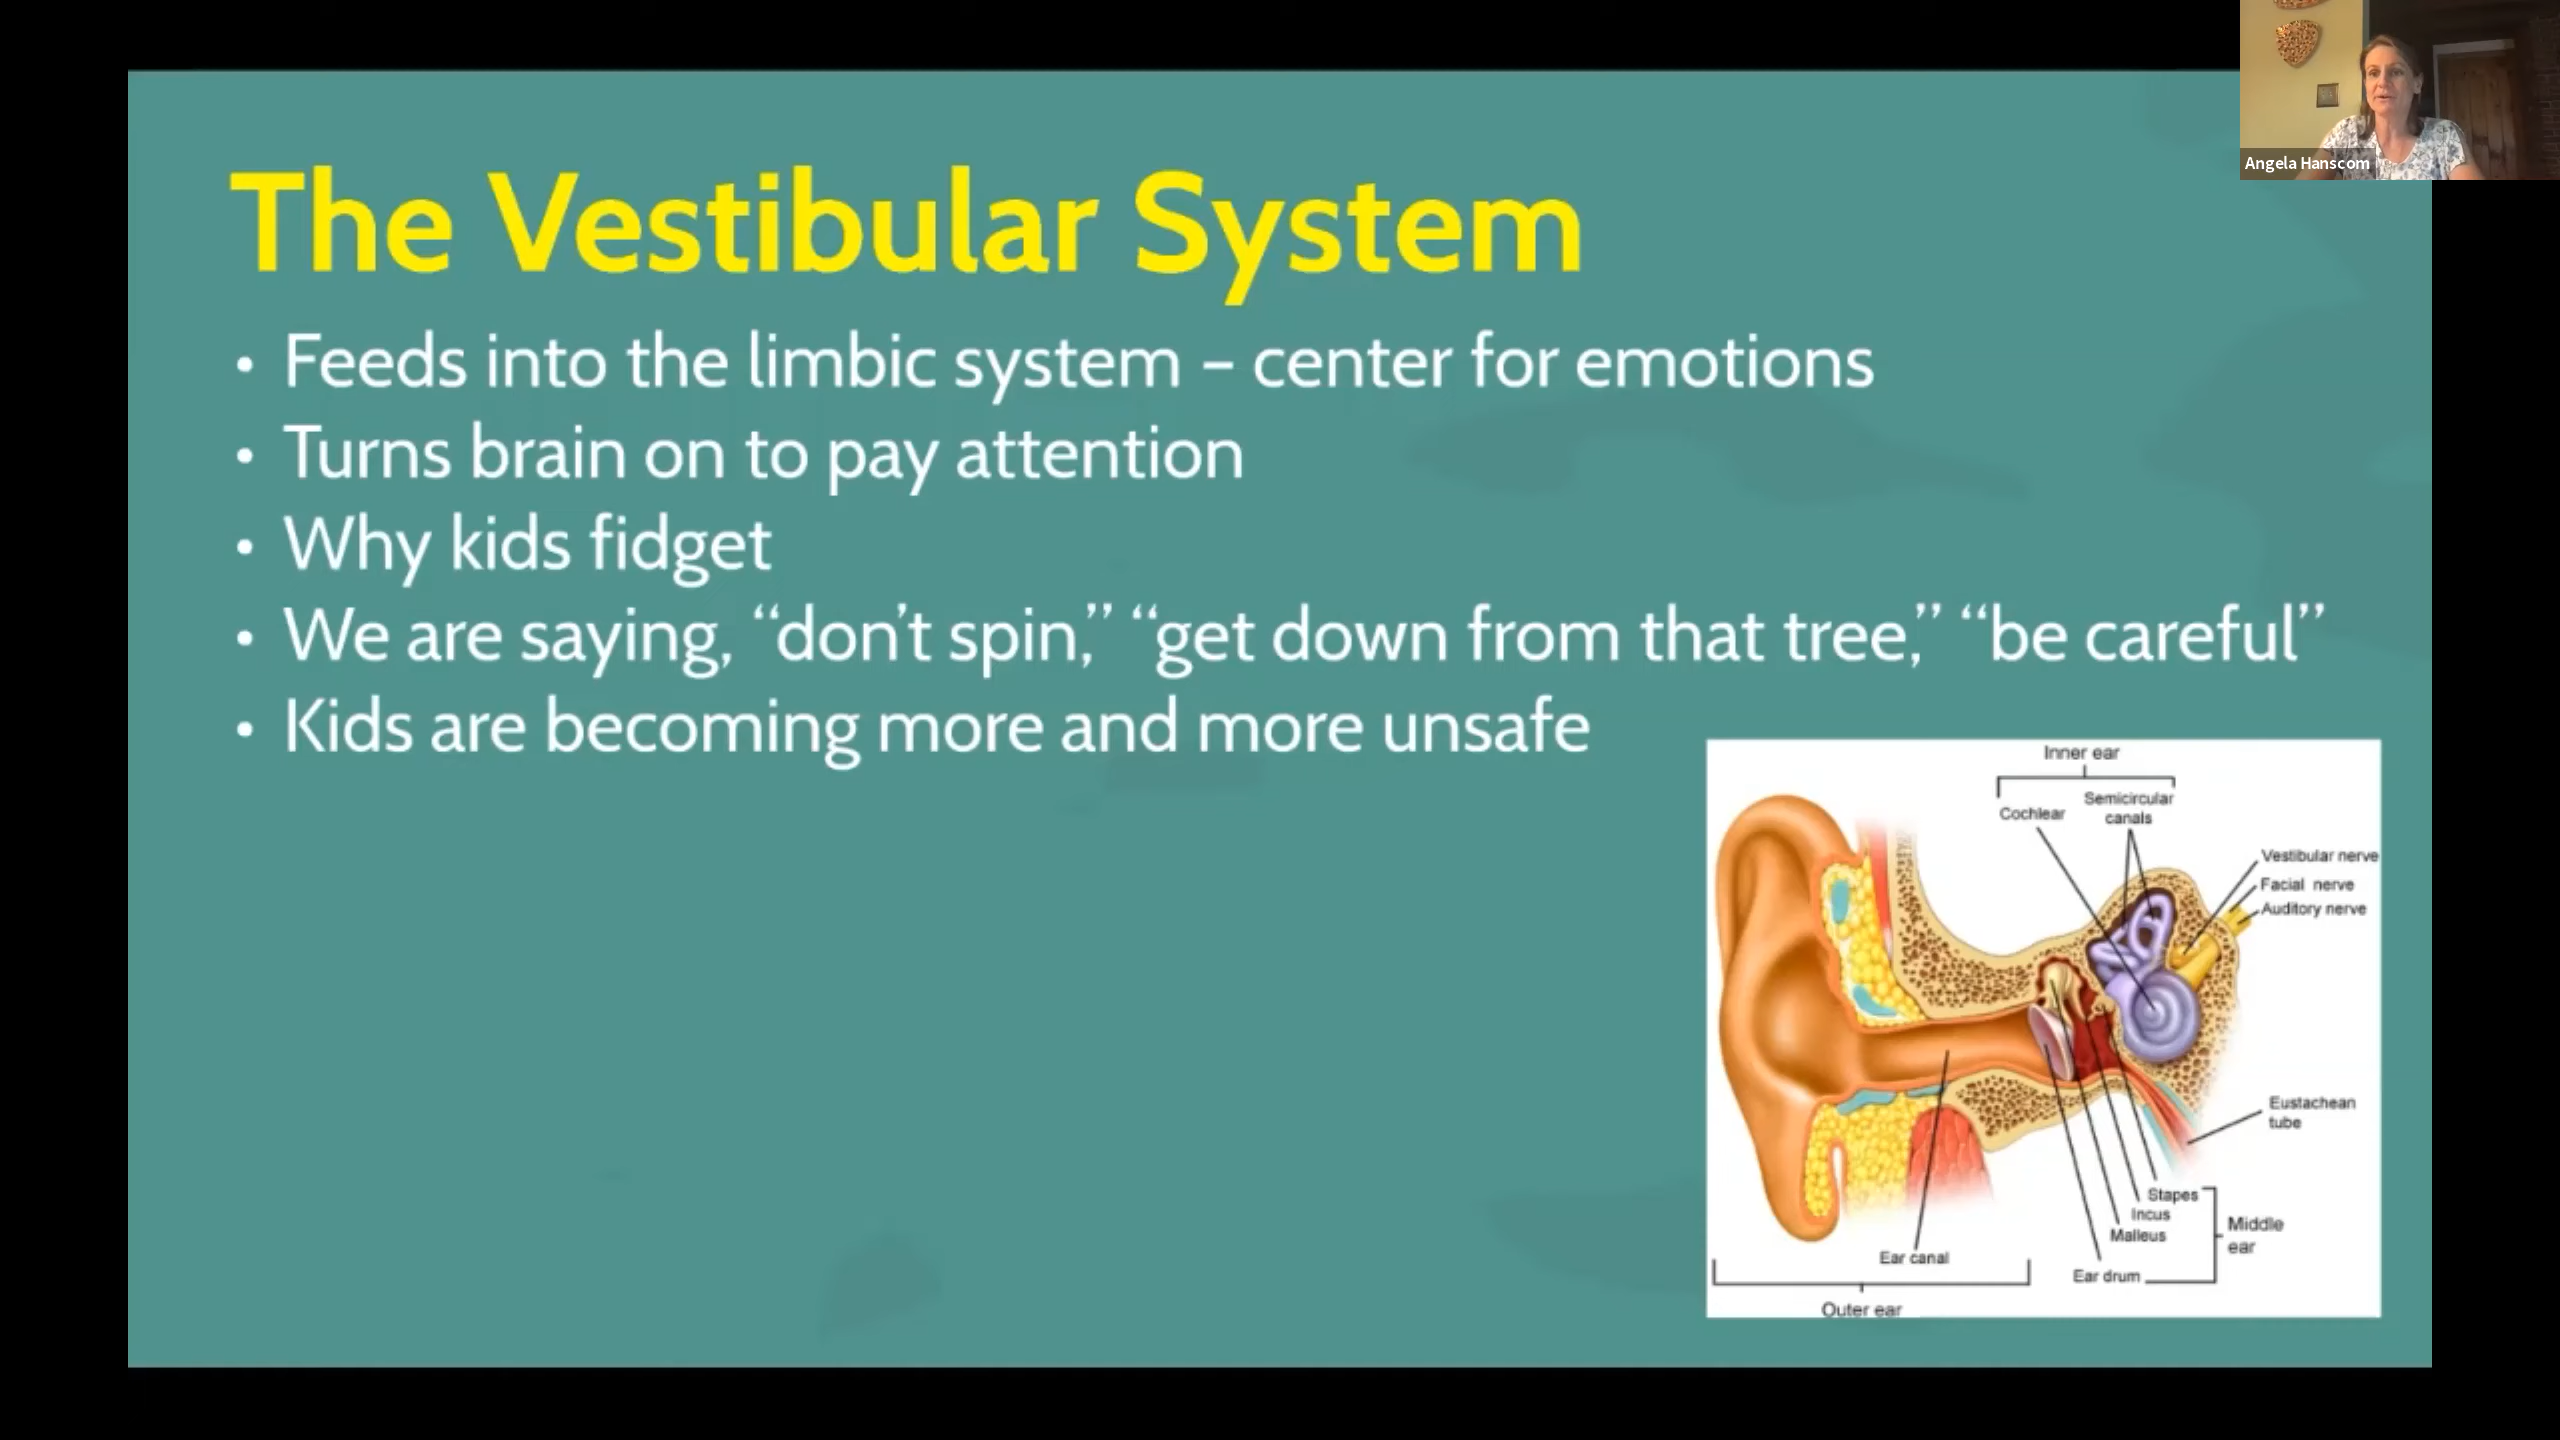 Angela Hanscom
The Vestibular System
• Feeds into the limbic system – center for emotions
• Turns brain on to pay attention
• Why kids fidget
• We are saying, “don’t spin,” “get down from that tree,” “be careful”
• Kids are becoming more and more unsafe
Inner ear
Cochlear
Semicircular
canals
Vestibular nerve
Facial nerve
Auditory nerve
Eustachean
tube
Stapes
Incus
Malleus
Middle
ear
Ear canal
Ear drum
Outer ear